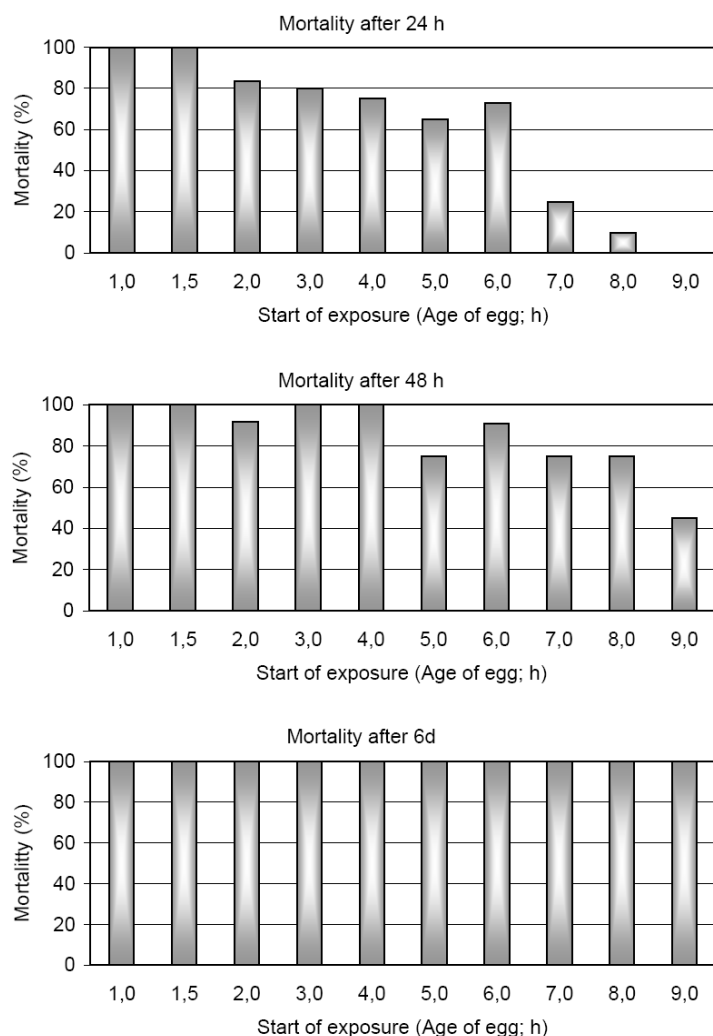 Mortality after 24 h
100
80
60
40
20
0
Mortality (%)
1,0 1,5 2,0 3,0 4,0 5,0 6,0 7,0 8,0 9,0
Start of exposure (Age of egg; h)
Mortality after 48 h
100
80
60
40
20
0
Mortality (%)
1,0 1,5 2,0 3,0 4,0 5,0 6,0 7,0 8,0 9,0
Start of exposure (Age of egg; h)
Mortality after 6d
100
80
60
40
20
0
Mortalitty (%)
1,0 1,5 2,0 3,0 4,0 5,0 6,0 7,0 8,0 9,0
Start of exposure (Age of egg; h)